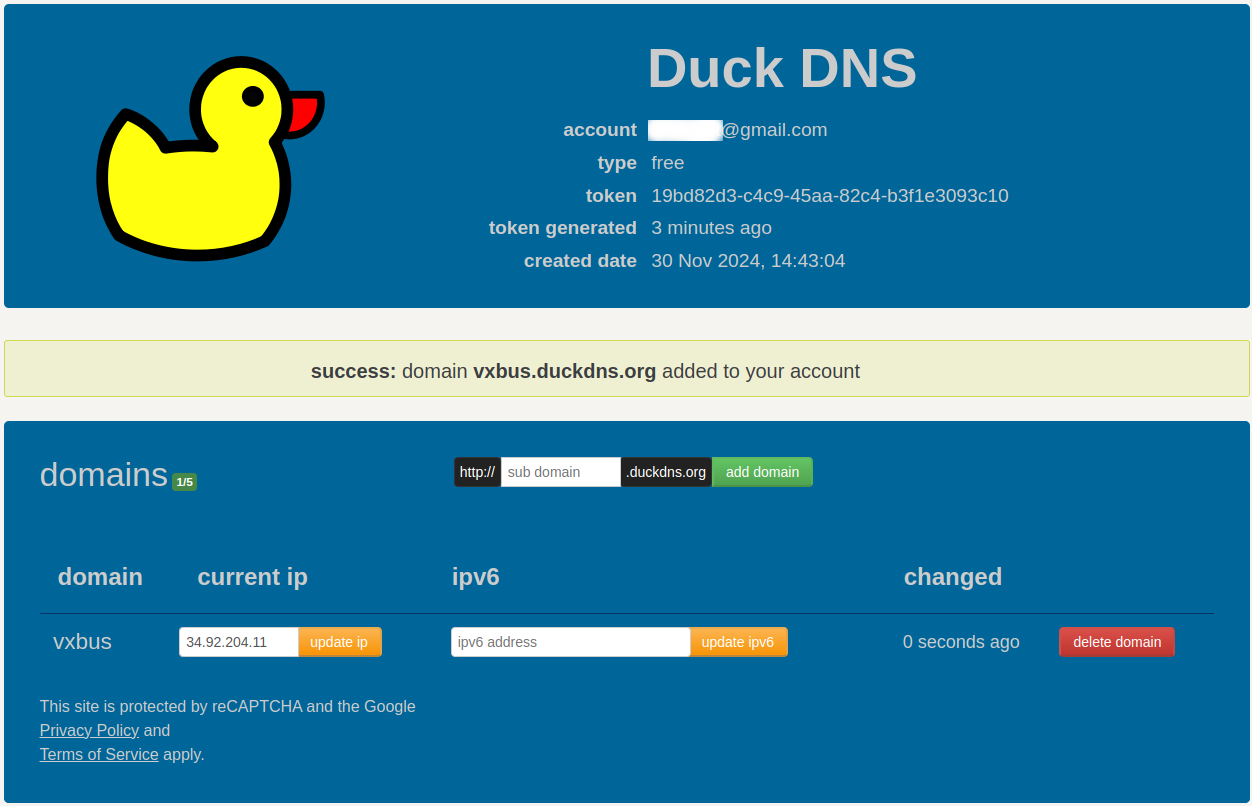 Duck DNS
account @gmail.com
type free
token 19bd82d3-c4c9-45aa-82c4-b3f1e3093c10
token generated 3 minutes ago
created date 30 Nov 2024, 14:43:04
success: domain vxbus.duckdns.org added to your account
domains 1/5 http:// sub domain .duckdns.org add domain
domain current ip ipv6 changed
vxbus 34.92.204.11 update ip ipv6 address update ipv6 0 seconds ago delete domain
This site is protected by reCAPTCHA and the Google
Privacy Policy and
Terms of Service apply.